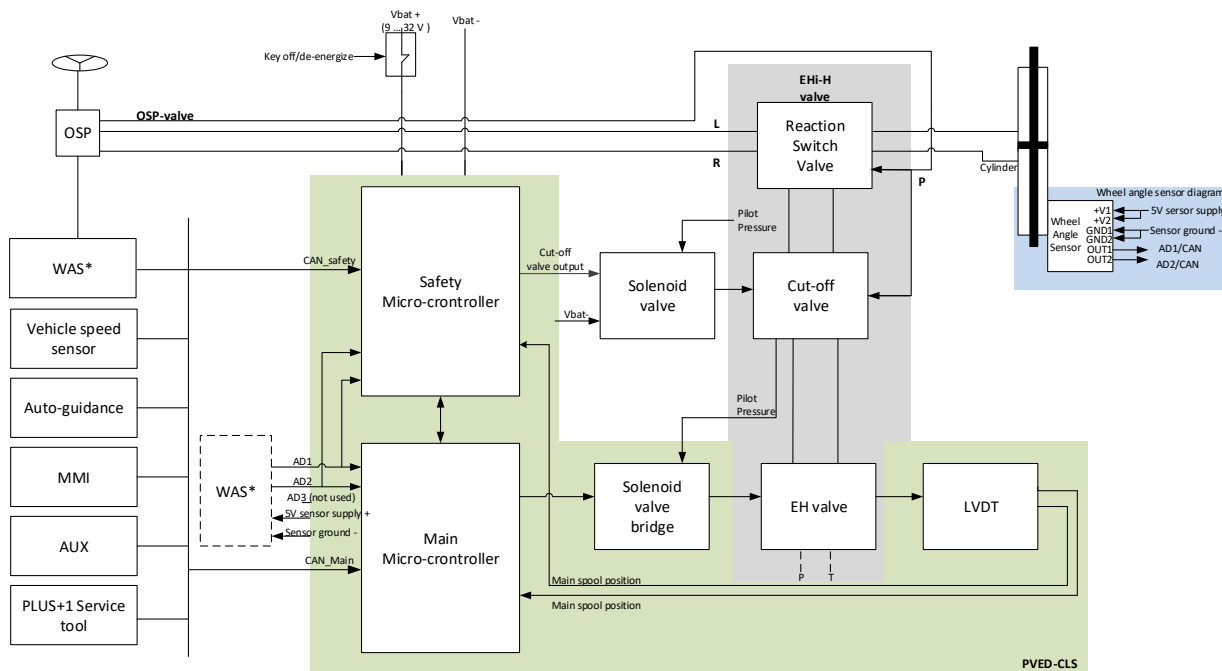 Vbat +
(9 ... 32 V )
Vbat -
Key off/de-energize
EHi-H
valve
OSP-valve
OSP
L
R
Reaction
Switch
Valve
P
Cylinder
Wheel angle sensor diagram
Wheel
Angle
Sensor
+V1
+V2
GND1
GND2
OUT1
OUT2
5V sersor supply
Sensor ground -
AD1/CAN
AD2/CAN
WAS*
CAN_safety
Safety
Micro-controller
Cut-off
valve output
Pilot
Pressure
Solenoid
valve
Cut-off
valve
Vbat-
Vehicle speed
sensor
Auto-guidance
Pilot
Pressure
MMI
WAS*
AD1
AD2
AD3 (not used)
5V sensor supply +
Sensor ground -
CAN_Main
Main
Micro-controller
Solenoid
valve
bridge
EH valve
LVDT
AUX
P
T
Main spool position
Main spool position
PLUS+1 Service
tool
PVED-CLS